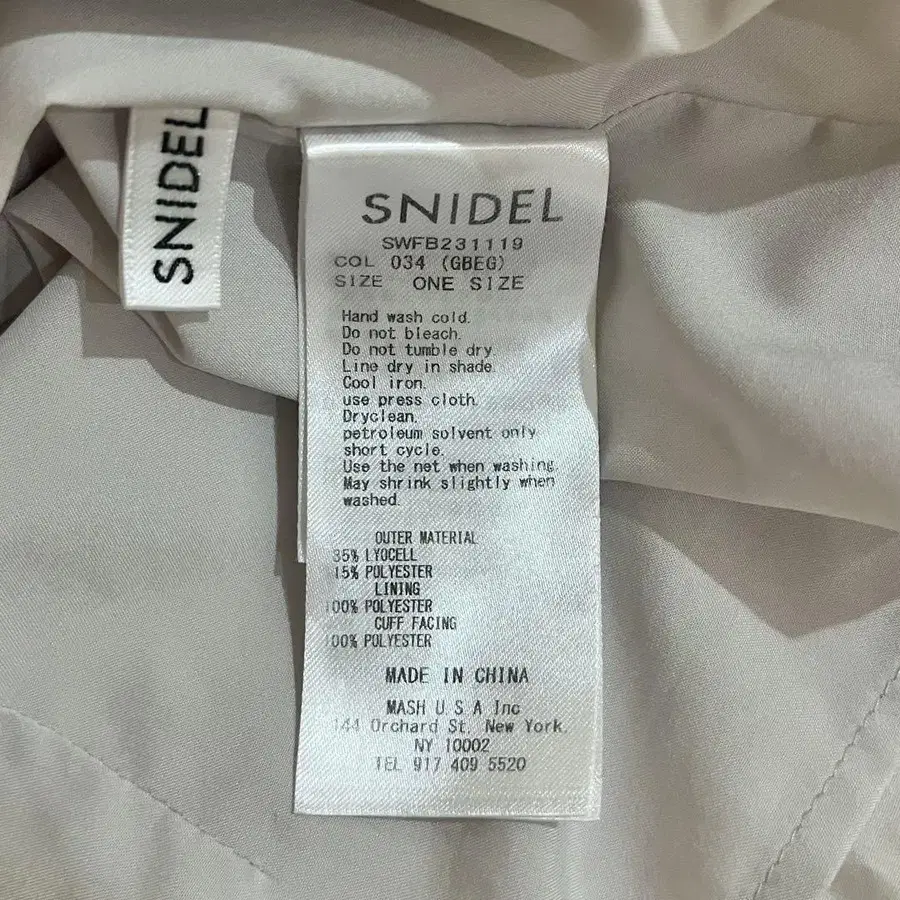 SNIDEL
SNIDEL
SWFB231119
COL 034 (GBEG)
SIZE ONE SIZE
Hand wash cold.
Do not bleach.
Do not tumble dry.
Line dry in shade.
Cool iron.
use press cloth.
Dryclean.
petroleum solvent only
short cycle.
Use the net when washing.
May shrink slightly when
washed.
OUTER MATERIAL
LYOCELL
15% POLYESTER
LINING
100% POLYESTER
CUFF FACING
100% POLYESTER
MADE IN CHINA
MASH U.S.A Inc
144 Orchard St. New York.
NY 10002
TEL 917 409 5520